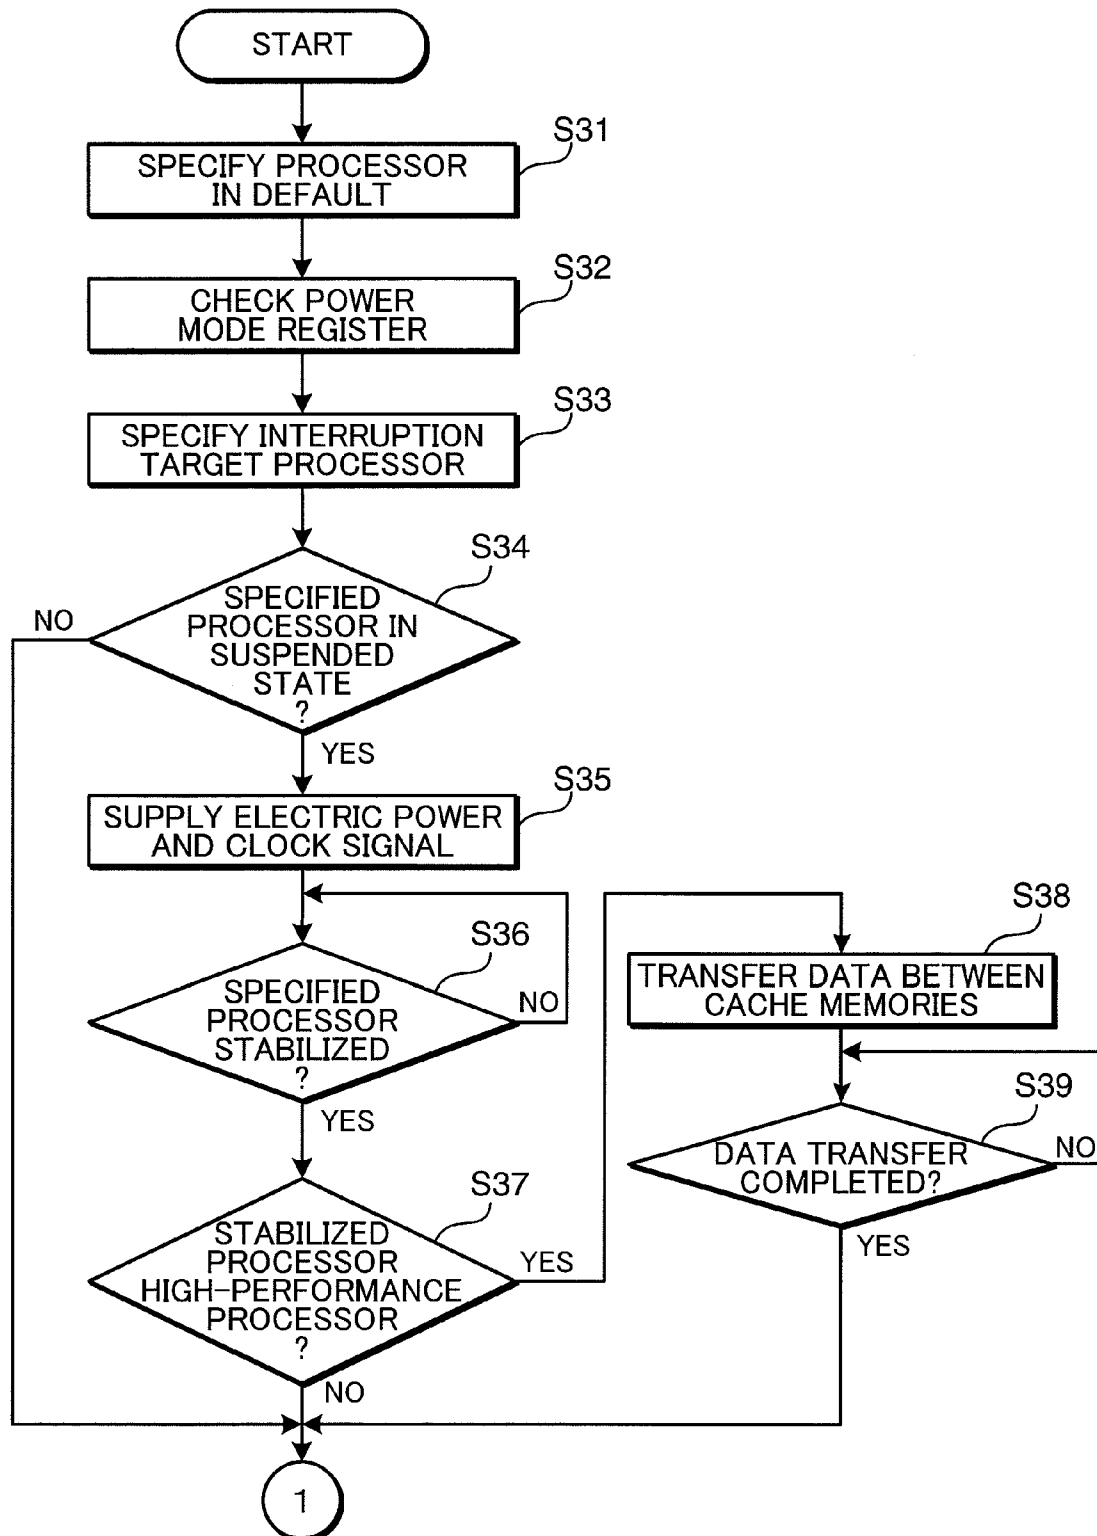 START
S31
SPECIFY PROCESSOR
IN DEFAULT
S32
CHECK POWER
MODE REGISTER
S33
SPECIFY INTERRUPTION
TARGET PROCESSOR
S34
NO
SPECIFIED
PROCESSOR IN
SUSPENDED
STATE
?
YES
S35
SUPPLY ELECTRIC POWER
AND CLOCK SIGNAL
S36
SPECIFIED
PROCESSOR
STABILIZED
?
NO
YES
S37
STABILIZED
PROCESSOR
HIGH-PERFORMANCE
PROCESSOR
?
YES
NO
S38
TRANSFER DATA BETWEEN
CACHE MEMORIES
S39
DATA TRANSFER
COMPLETED?
NO
YES
1